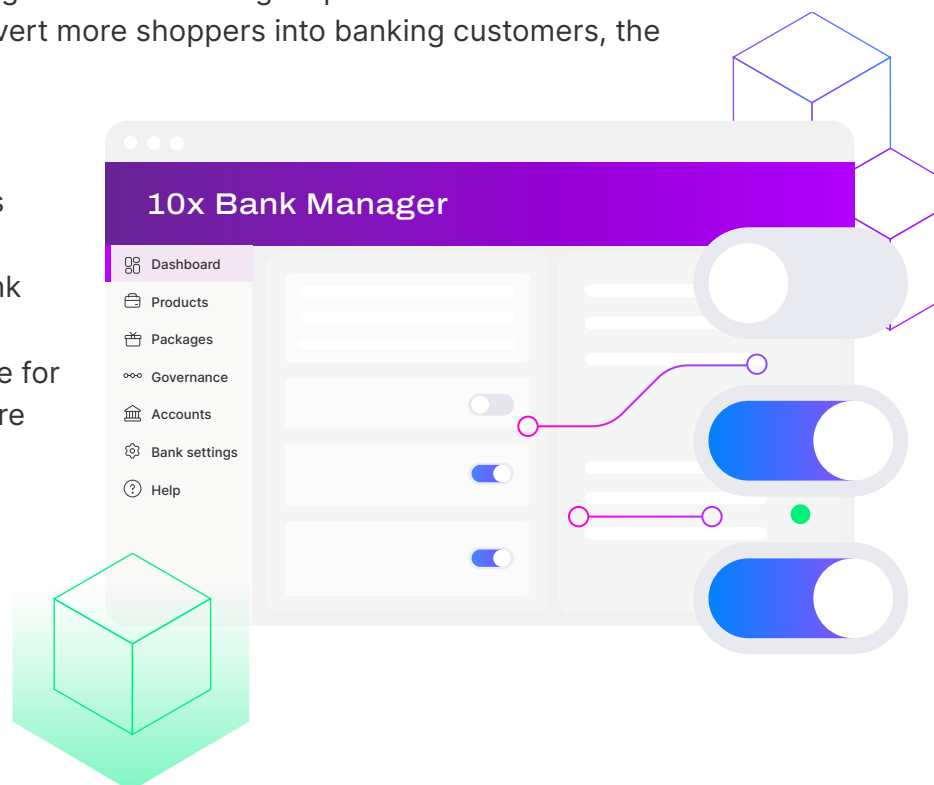 vert more shoppers into banking customers, the
10x Bank Manager
Dashboard
Products
nk
Packages
e for
Governance
re
Accounts
Bank settings
Help